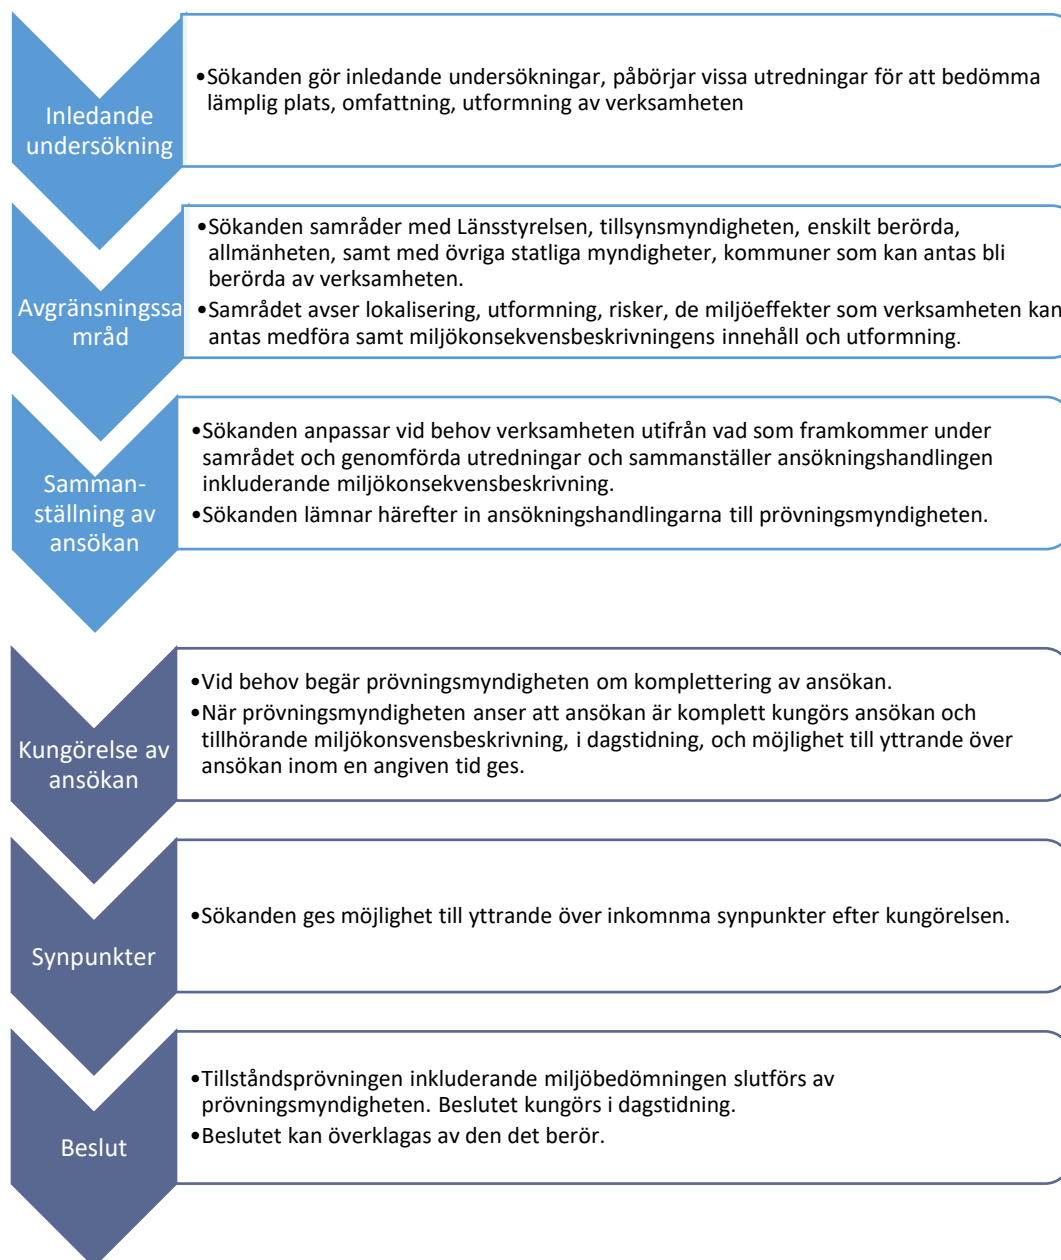 Inledande
undersökning
•Sökanden gör inledande undersökningar, påbörjar vissa utredningar för att bedömma
lämplig plats, omfattning, utformning av verksamheten
Avgränsningssa
mråd
•Sökanden samråder med Länsstyrelsen, tillsynsmyndigheten, enskilt berörda,
allmänheten, samt med övriga statliga myndigheter, kommuner som kan antas bli
berörda av verksamheten.
•Samrådet avser lokalisering, utformning, risker, de miljöeffekter som verksamheten kan
antas medföra samt miljökonsekvensbeskrivningens innehåll och utformning.
Samman-
ställning av
ansökan
•Sökanden anpassar vid behov verksamheten utifrån vad som framkommer under
samrådet och genomförda utredningar och sammanställer ansökningshandlingen
inkluderande miljökonsekvensbeskrivning.
•Sökanden lämnar härefter in ansökningshandlingarna till prövningsmyndigheten.
Kungörelse av
ansökan
•Vid behov begär prövningsmyndigheten om komplettering av ansökan.
•När prövningsmyndigheten anser att ansökan är komplett kungörs ansökan och
tillhörande miljökonsvensbeskrivning, i dagstidning, och möjlighet till yttrande över
ansökan inom en angiven tid ges.
Synpunkter
•Sökanden ges möjlighet till yttrande över inkomnma synpunkter efter kungörelsen.
Beslut
•Tillståndsprövningen inkluderande miljöbedömningen slutförs av
prövningsmyndigheten. Beslutet kungörs i dagstidning.
•Beslutet kan överklagas av den det berör.